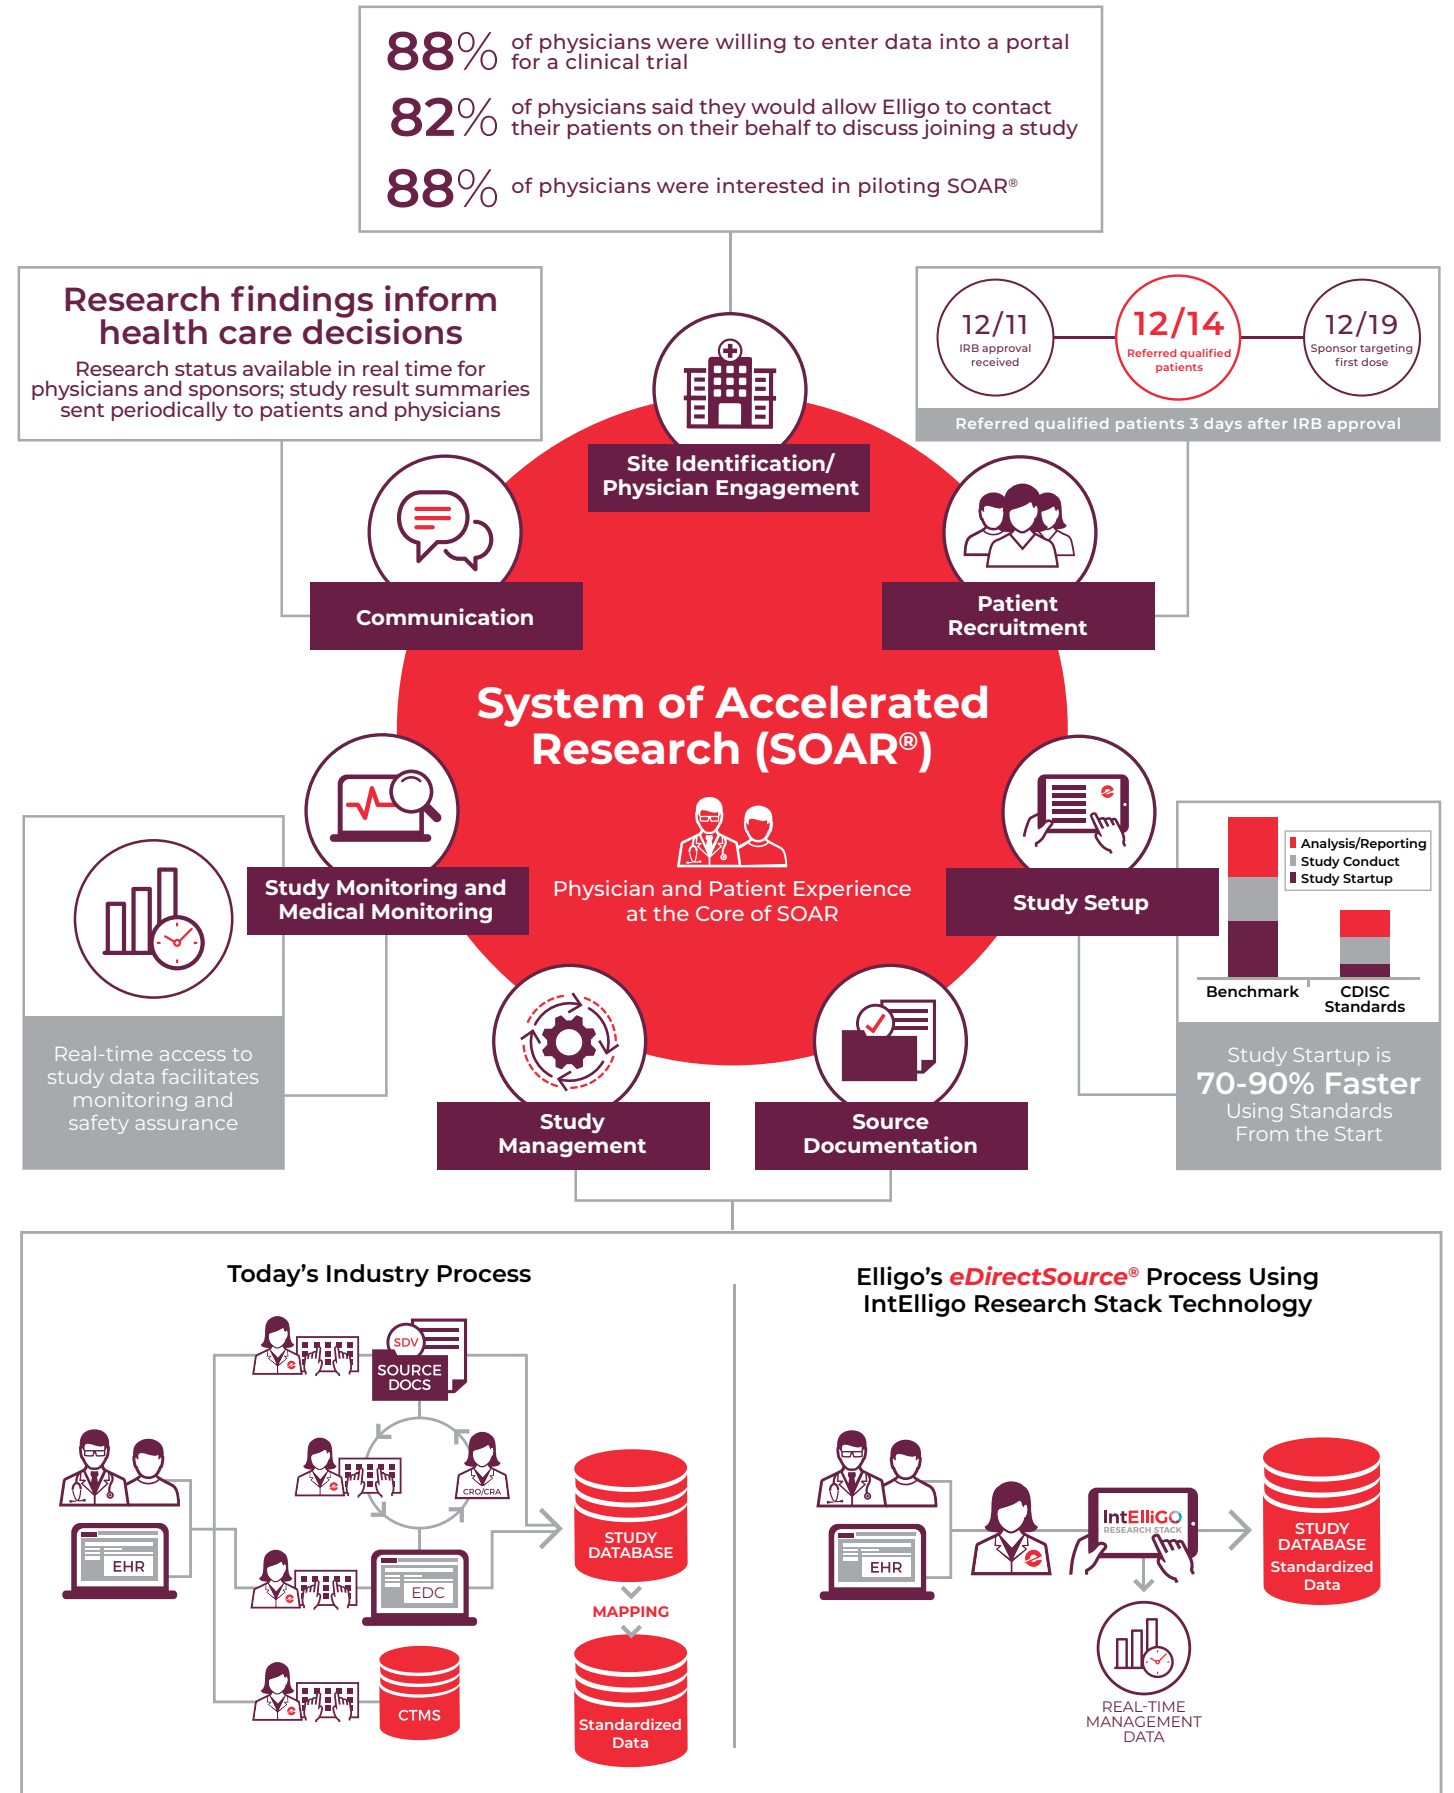 88% of physicians were willing to enter data into a portal
for a clinical trial
82% of physicians said they would allow Elligo to contact
their patients on their behalf to discuss joining a study
88% of physicians were interested in piloting SOAR®
Research findings inform
health care decisions
Research status available in real time for
physicians and sponsors; study result summaries
sent periodically to patients and physicians
12/11
IRB approval
received
12/14
Referred qualified
patients
12/19
Sponsor targeting
first dose
Referred qualified patients 3 days after IRB approval
Site Identification/
Physician Engagement
Communication
Patient
Recruitment
System of Accelerated
Research (SOAR®)
Physician and Patient Experience
at the Core of SOAR
Study Monitoring and
Medical Monitoring
Real-time access to
study data facilitates
monitoring and
safety assurance
Study Setup
Analysis/Reporting
Study Conduct
Study Startup
Benchmark
CDISC
Standards
Study Startup is
70-90% Faster
Using Standards
From the Start
Study
Management
Source
Documentation
Today's Industry Process
SDV
SOURCE
DOCS
CRO/CRA
EHR
EDC
CTMS
STUDY
DATABASE
MAPPING
Standardized
Data
Elligo's eDirectSource® Process Using
IntElligo Research Stack Technology
EHR
IntElliGO
RESEARCH STACK
STUDY
DATABASE
Standardized
Data
REAL-TIME
MANAGEMENT
DATA